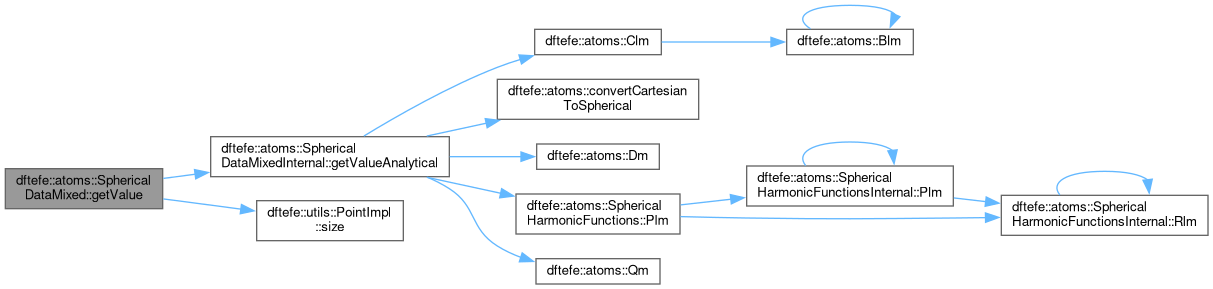 dftefe::atoms::Spherical
DataMixed::getValue
dftefe::atoms::Spherical
DataMixedInternal::getValueAnalytical
dftefe::utils::PointImpl
::size
dftefe::atoms::Clm
dftefe::atoms::Blm
dftefe::atoms::convertCartesian
ToSpherical
dftefe::atoms::Dm
dftefe::atoms::Spherical
HarmonicFunctions::Plm
dftefe::atoms::Spherical
HarmonicFunctionsInternal::Plm
dftefe::atoms::Spherical
HarmonicFunctionsInternal::Rlm
dftefe::atoms::Qm